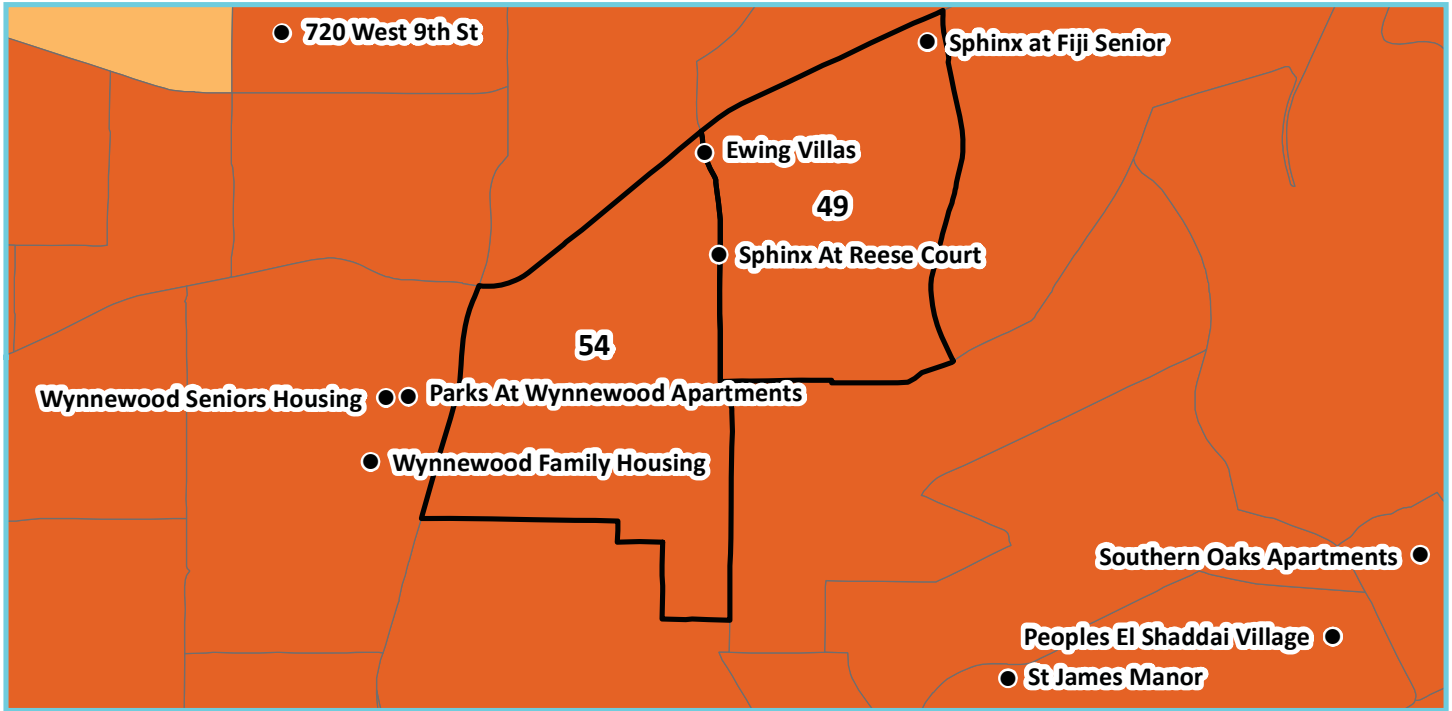 720 West 9th St
Sphinx at Fiji Senior
Ewing Villas
49
Sphinx At Reese Court
54
Wynnewood Seniors Housing
Parks At Wynnewood Apartments
Wynnewood Family Housing
Southern Oaks Apartments
Peoples El Shaddai Village
St James Manor